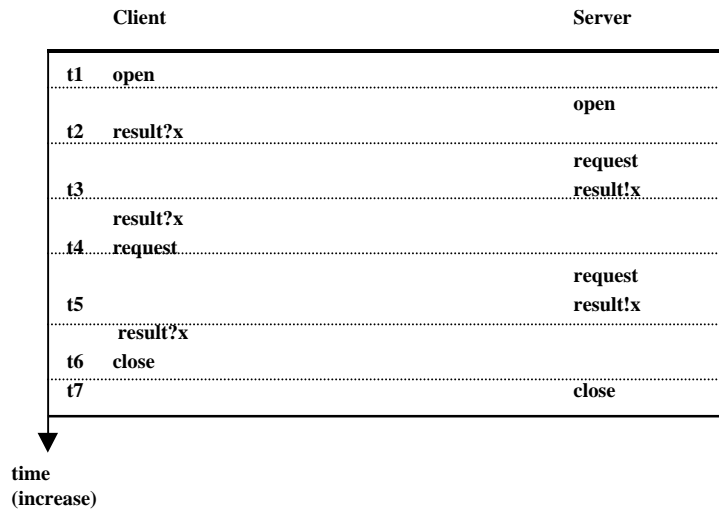 Client Server
t1 open
open
t2 result?x
request
t3 result!x
result?x
t4 request
request
t5 result!x
result?x
t6 close
t7 close
time
(increase)